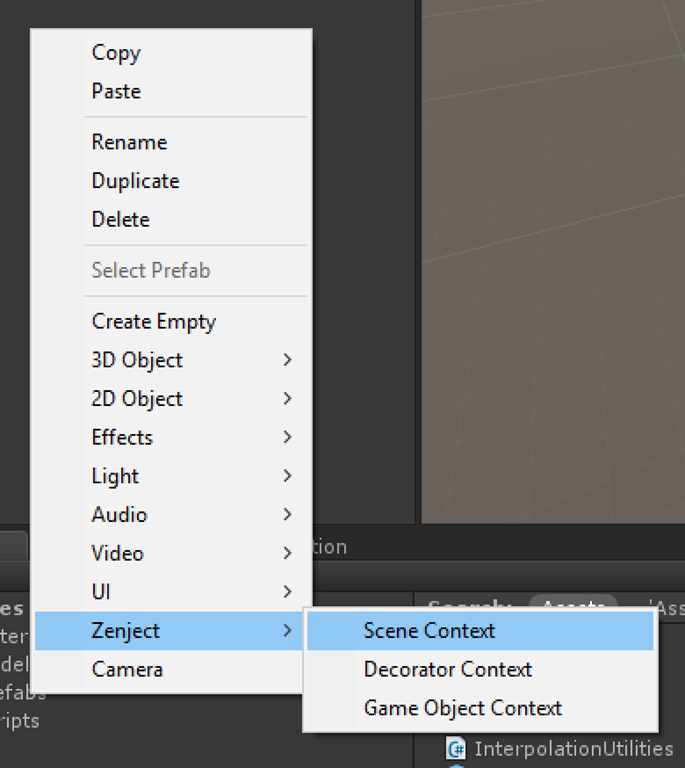 Copy
Paste
Rename
Duplicate
Delete
Select Prefab
Create Empty
3D Object
2D Object
Effects
Light
Audio
Video
tion
UI
es
Search:
Assets
'Ass
ter
Zenject
Scene Context
del
Camera
Decorator Context
efabs
Game Object Context
ripts
InterpolationUtilities